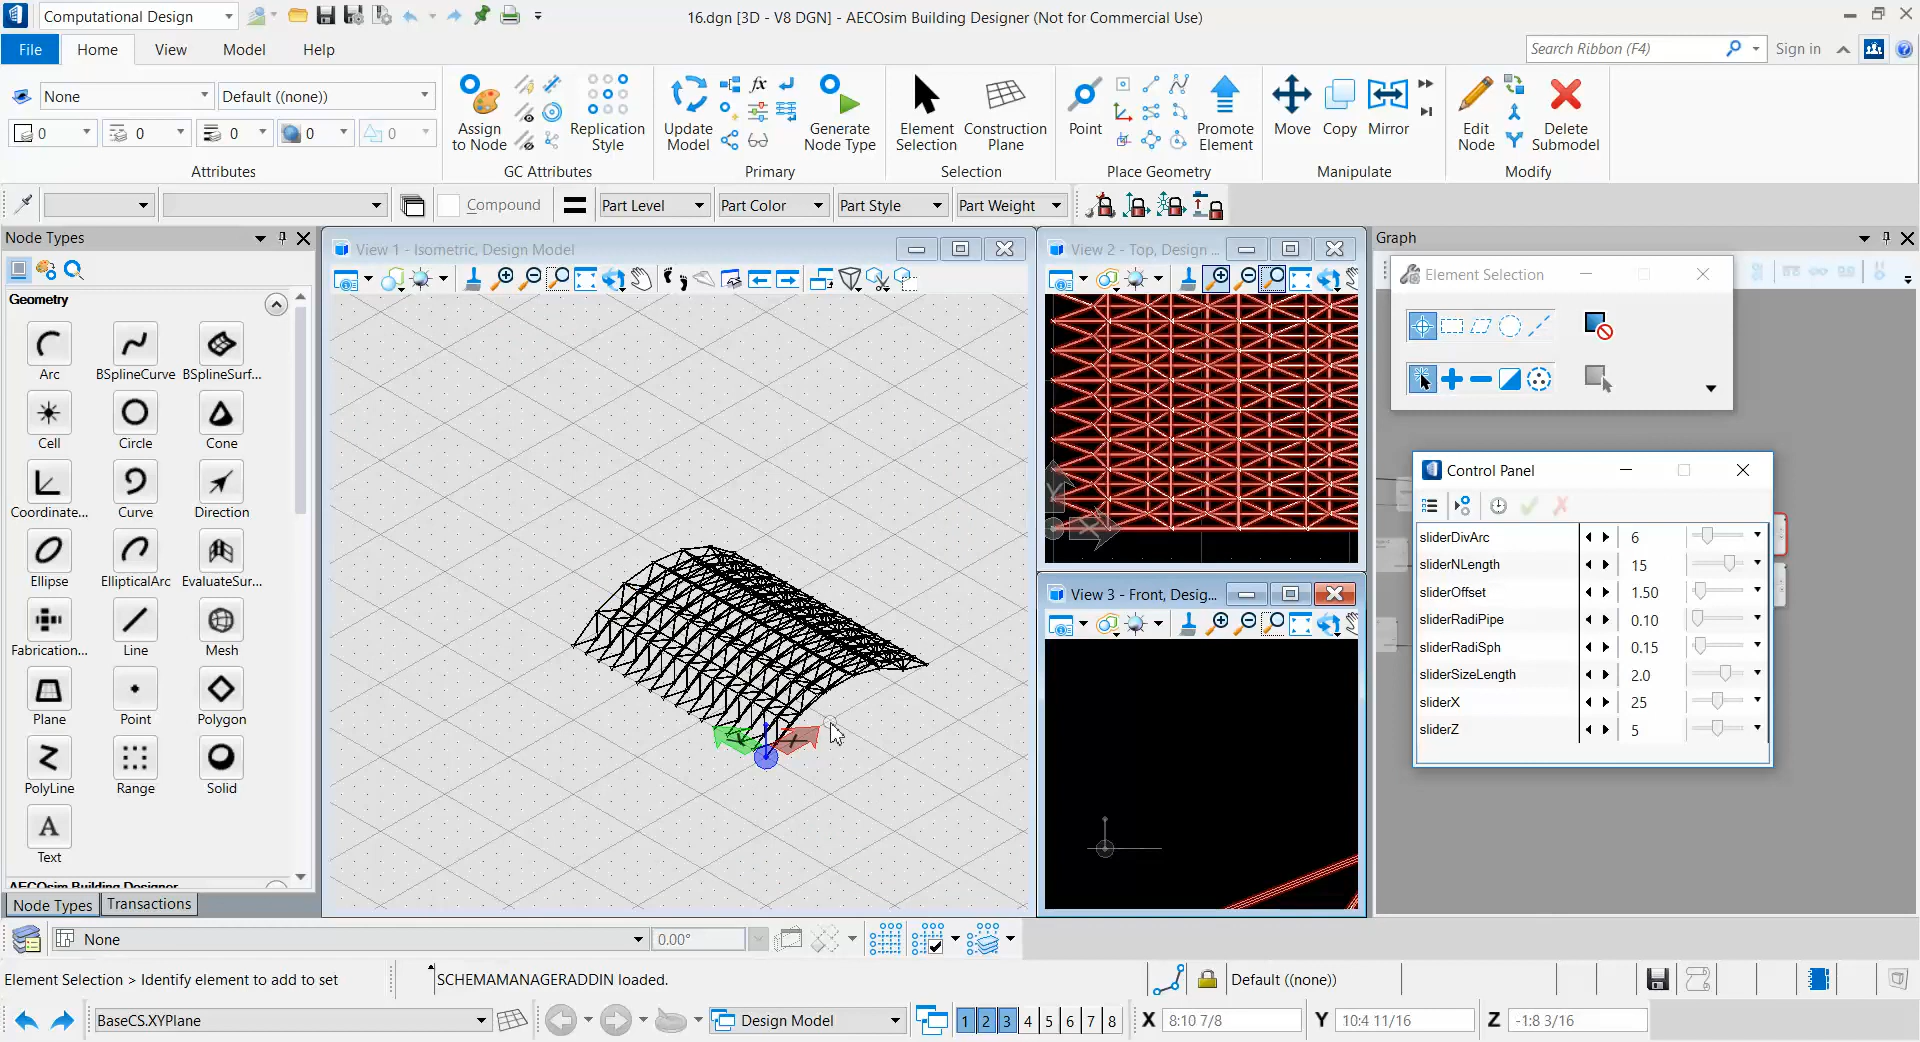 Computational Design
16.dgn [3D - V8 DGN] - AECOsim Building Designer (Not for Commercial Use)
File
Home
View
Model
Help
Search Ribbon (F4)
Sign in
None
Default ((none))
0
0
0
0
0
Attributes
Assign to Node
Replication Style
GC Attributes
Update Model
fx
Generate Node Type
Primary
Element Selection
Construction Plane
Selection
Point
Promote Element
Place Geometry
Move
Copy
Mirror
Manipulate
Edit Node
Delete Submodel
Modify
Compound
Part Level
Part Color
Part Style
Part Weight
Node Types
Geometry
Arc
BSplineCurve
BSplineSurf...
Cell
Circle
Cone
Coordinate...
Curve
Direction
Ellipse
EllipticalArc
EvaluateSur...
Fabrication...
Line
Mesh
Plane
Point
Polygon
PolyLine
Range
Solid
A
Text
AECOsim Building Designer
Node Types
Transactions
View 1 - Isometric, Design Model
View 2 - Top, Design ...
View 3 - Front, Desig...
Graph
Element Selection
Control Panel
sliderDivArc 6
sliderNLength 15
sliderOffset 1.50
sliderRadiPipe 0.10
sliderRadiSph 0.15
sliderSizeLength 2.0
sliderX 25
sliderZ 5
None
0.00°
Element Selection > Identify element to add to set
SCHEMAMANAGERADDIN loaded.
Default ((none))
BaseCS.XYPlane
Design Model
1 2 3 4 5 6 7 8
X 8:10 7/8
Y 10:4 11/16
Z -1:8 3/16